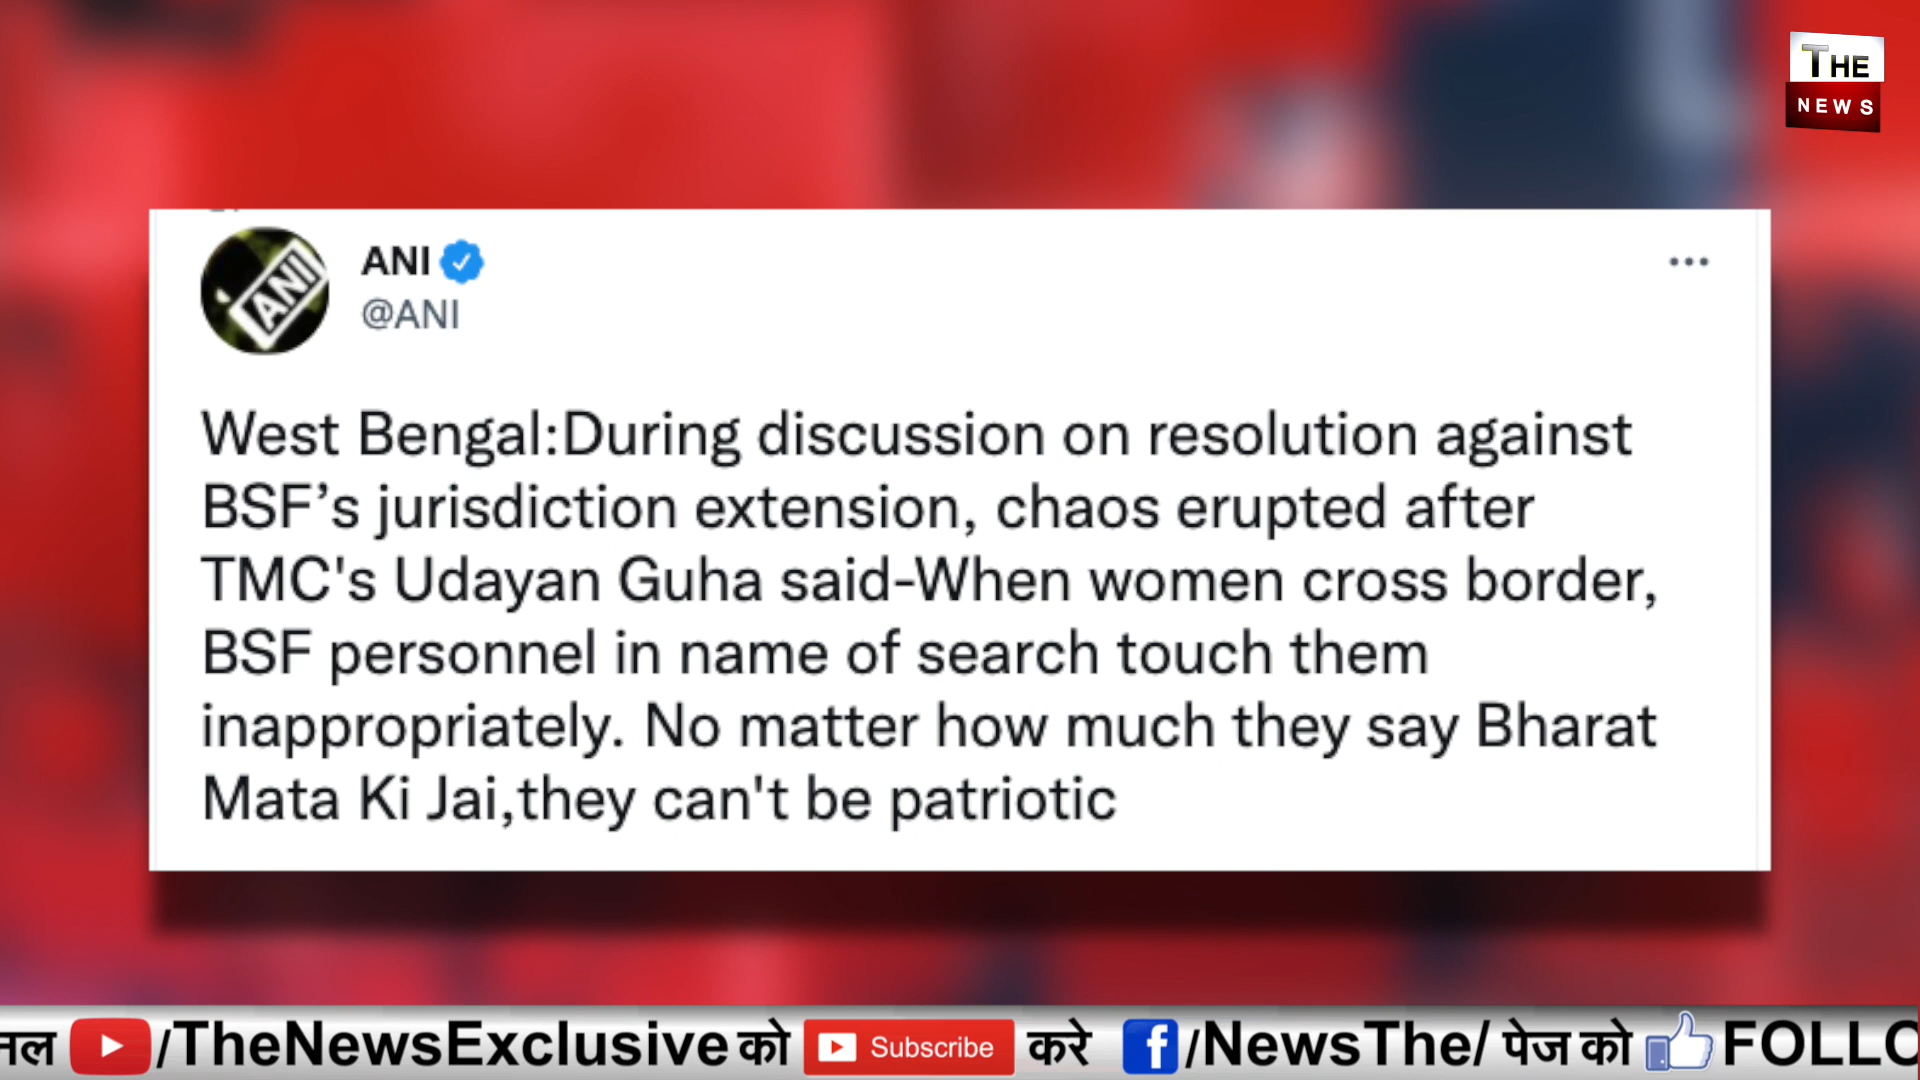 THE
NEWS
ANI
ANI
@ANI
West Bengal:During discussion on resolution against
BSF’s jurisdiction extension, chaos erupted after
TMC's Udayan Guha said-When women cross border,
BSF personnel in name of search touch them
inappropriately. No matter how much they say Bharat
Mata Ki Jai,they can't be patriotic
/TheNewsExclusive को Subscribe करे /NewsThe/ पेज को